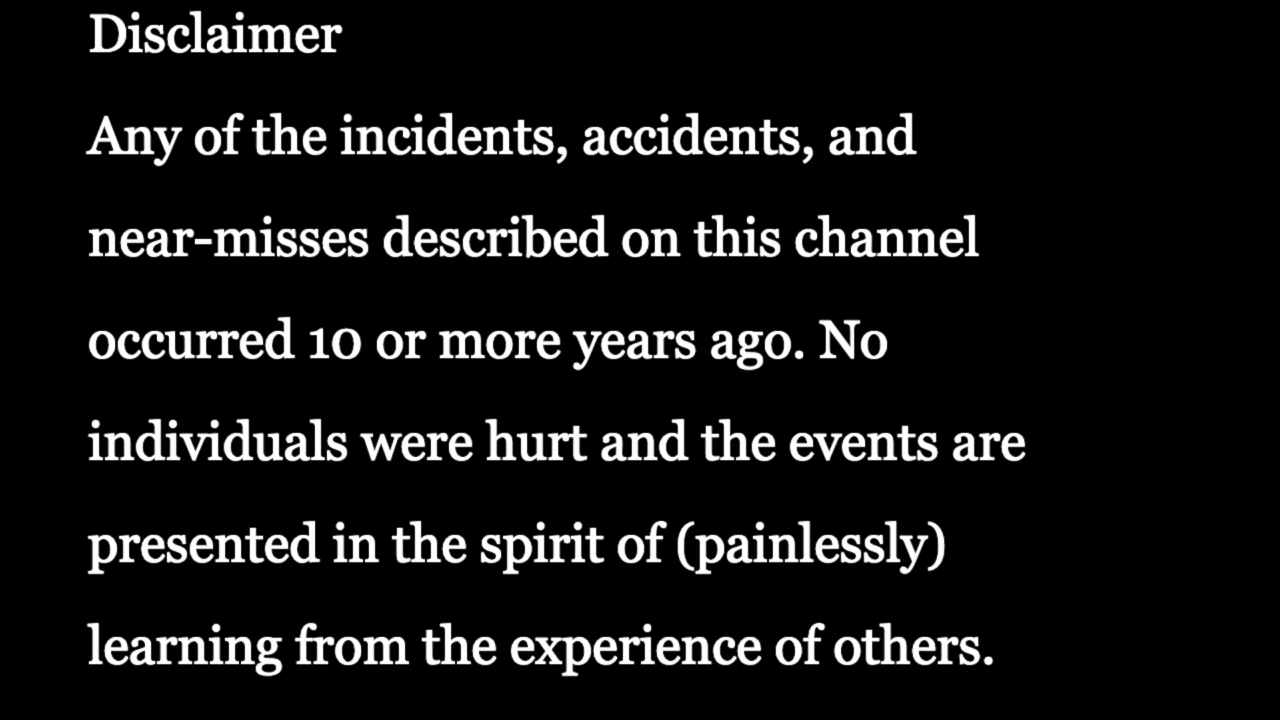 Disclaimer
Any of the incidents, accidents, and
near-misses described on this channel
occurred 10 or more years ago. No
individuals were hurt and the events are
presented in the spirit of (painlessly)
learning from the experience of others.